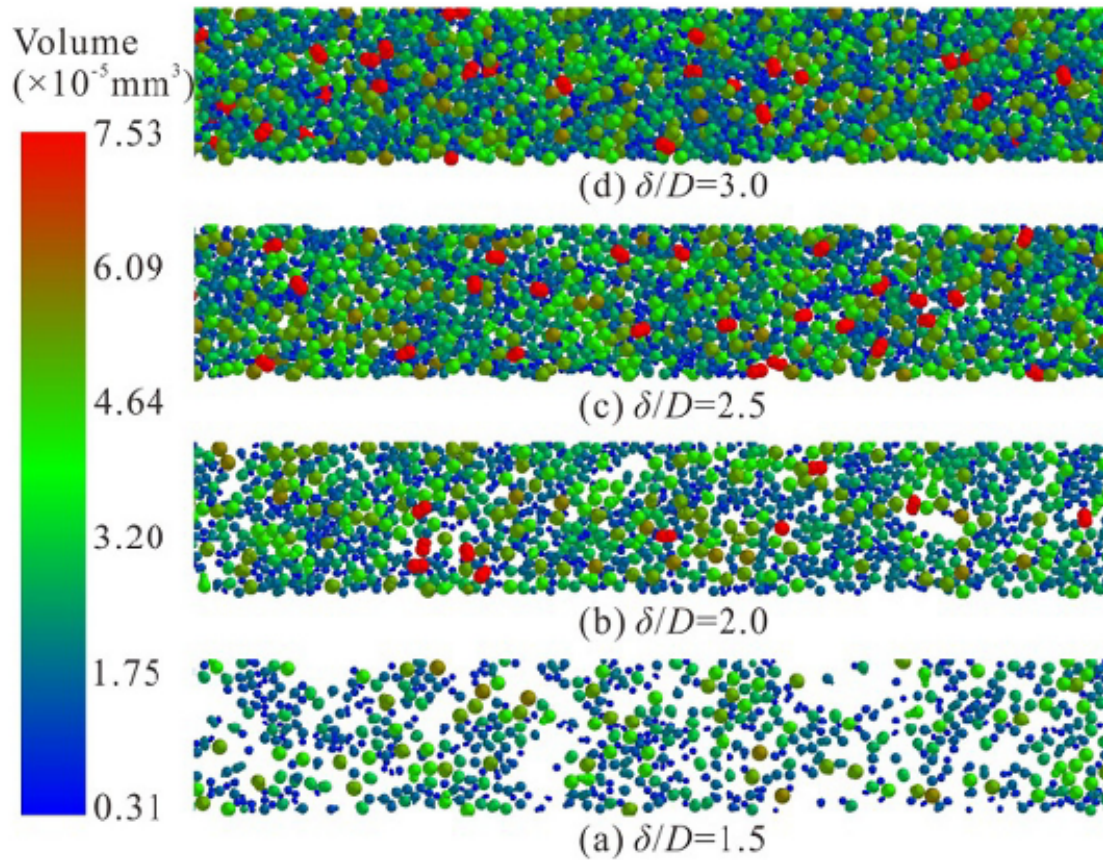 Volume
(×10⁻⁵mm³)
7.53
6.09
4.64
3.20
1.75
0.31
(d) δ/D=3.0
(c) δ/D=2.5
(b) δ/D=2.0
(a) δ/D=1.5